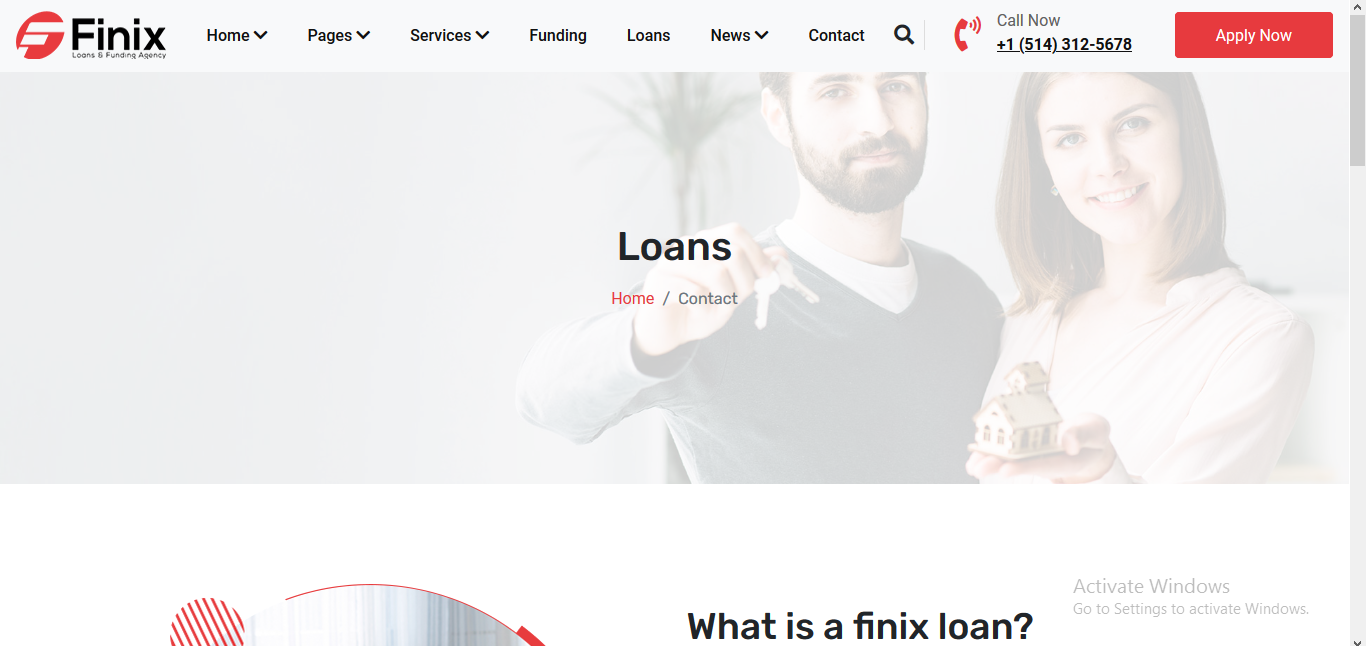 Finix
Loans & Funding Agency
Home
Pages
Services
Funding
Loans
News
Contact
Call Now
+1 (514) 312-5678
Apply Now
Loans
Home / Contact
What is a finix loan?
Activate Windows
Go to Settings to activate Windows.